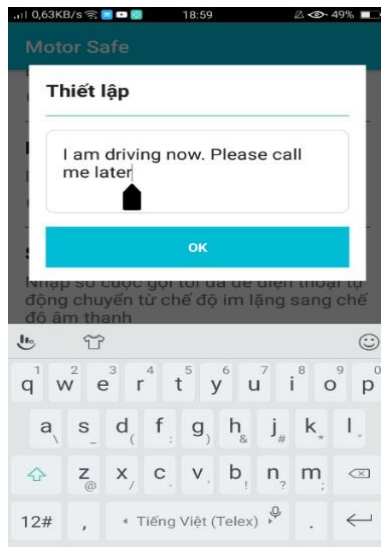 0,63KB/s 18:59 49%
Motor Safe
Thiết lập
I am driving now. Please call
me later
OK
Nhập số cuộc gọi tối đa để điện thoại tự
động chuyển từ chế độ im lặng sang chế
độ âm thanh
1 2 3 4 5 6 7 8 9 0
q w e r t y u i o p
a \ s _ d ( f : g ) h & j # k * l
z @ x / c v b ! n ? m ;
12# , Tiếng Việt (Telex) .